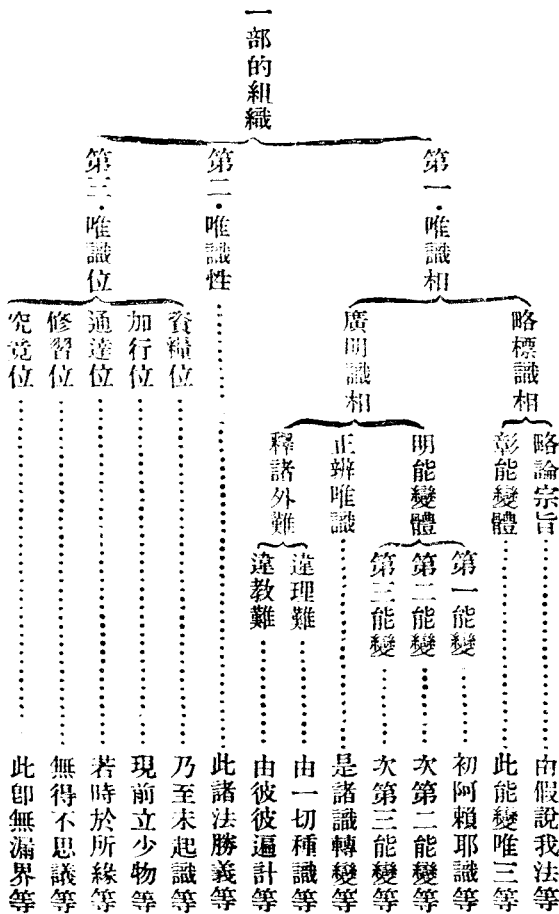 一部的組織
第一・唯識相
略標識相
略論宗旨……由假說我法等
彰能變體……此能變唯三等
廣明識相
明能變體
第一能變……初阿賴耶識等
第二能變……次第二能變等
第三能變……次第三能變等
正辨唯識……是諸識轉變等
釋諸外難
違理難……由一切種識等
違教難……由彼彼遍計等
第二・唯識性……此諸法勝義等
第三・唯識位
資糧位……乃至未起識等
加行位……現前立少物等
通達位……若時於所緣等
修習位……無得不思議等
究竟位……此卽無漏界等